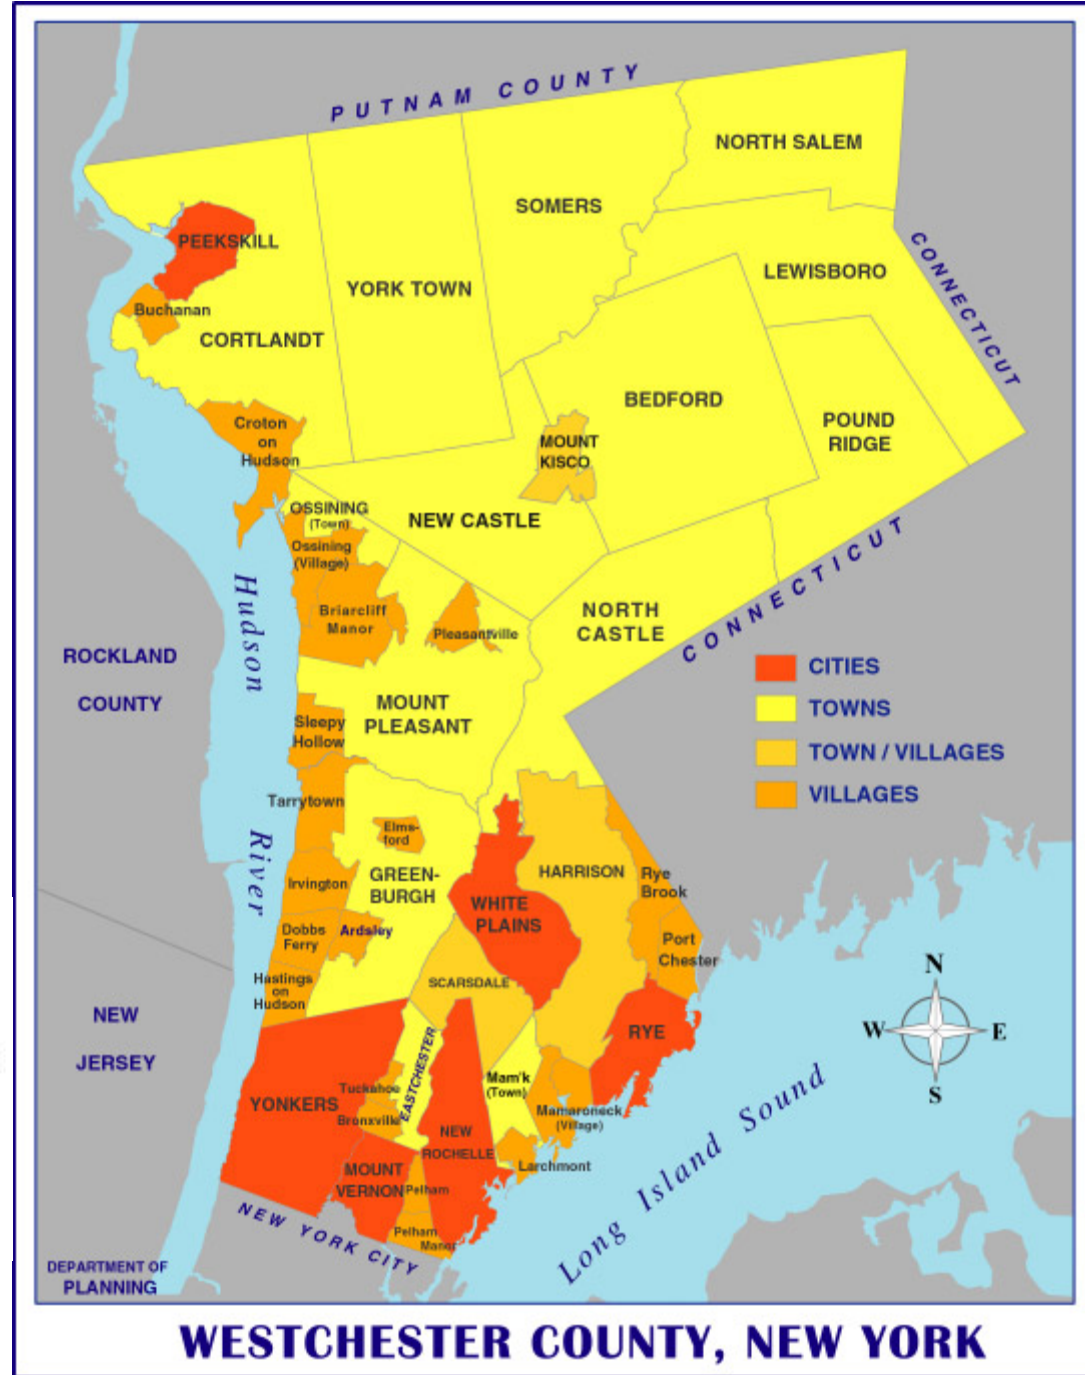 PUTNAM COUNTY
NORTH SALEM
SOMERS
PEEKSKILL
CONNECTICUT
LEWISBORO
YORK TOWN
Buchanan
CORTLANDT
BEDFORD
POUND
RIDGE
Croton
on
Hudson
MOUNT
KISCO
OSSINING
(Town)
NEW CASTLE
Ossining
(Village)
CONNECTICUT
Hudson
Briarcliff
Manor
NORTH
CASTLE
Pleasantville
ROCKLAND
COUNTY
CITIES
TOWNS
TOWN / VILLAGES
VILLAGES
MOUNT
PLEASANT
Sleepy
Hollow
Tarrytown
River
Elms-
ford
GREEN-
BURGH
HARRISON
Rye
Brook
Irvington
WHITE
PLAINS
Dobbs
Ferry
Ardsley
Port
Chester
Hastings
on
Hudson
SCARSDALE
N
W
E
S
NEW
JERSEY
RYE
EASTCHESTER
Mam'k
(Town)
Tuckahoe
YONKERS
Bronxville
Mamaroneck
(Village)
NEW
ROCHELLE
Larchmont
MOUNT
VERNON
Pelham
Pelham
Manor
Long Island Sound
NEW YORK CITY
DEPARTMENT OF
PLANNING
WESTCHESTER COUNTY, NEW YORK